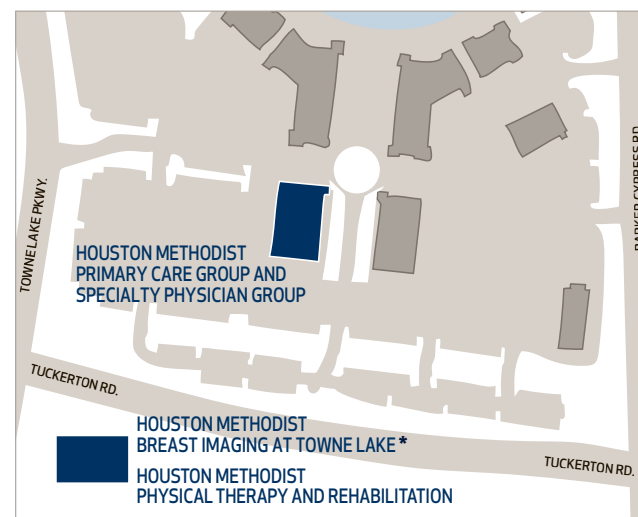 TOWNE LAKE PKWY.
BARKER CYPRESS RD.
HOUSTON METHODIST
PRIMARY CARE GROUP AND
SPECIALTY PHYSICIAN GROUP
TUCKERTON RD.
HOUSTON METHODIST
BREAST IMAGING AT TOWNE LAKE *
HOUSTON METHODIST
PHYSICAL THERAPY AND REHABILITATION
TUCKERTON RD.